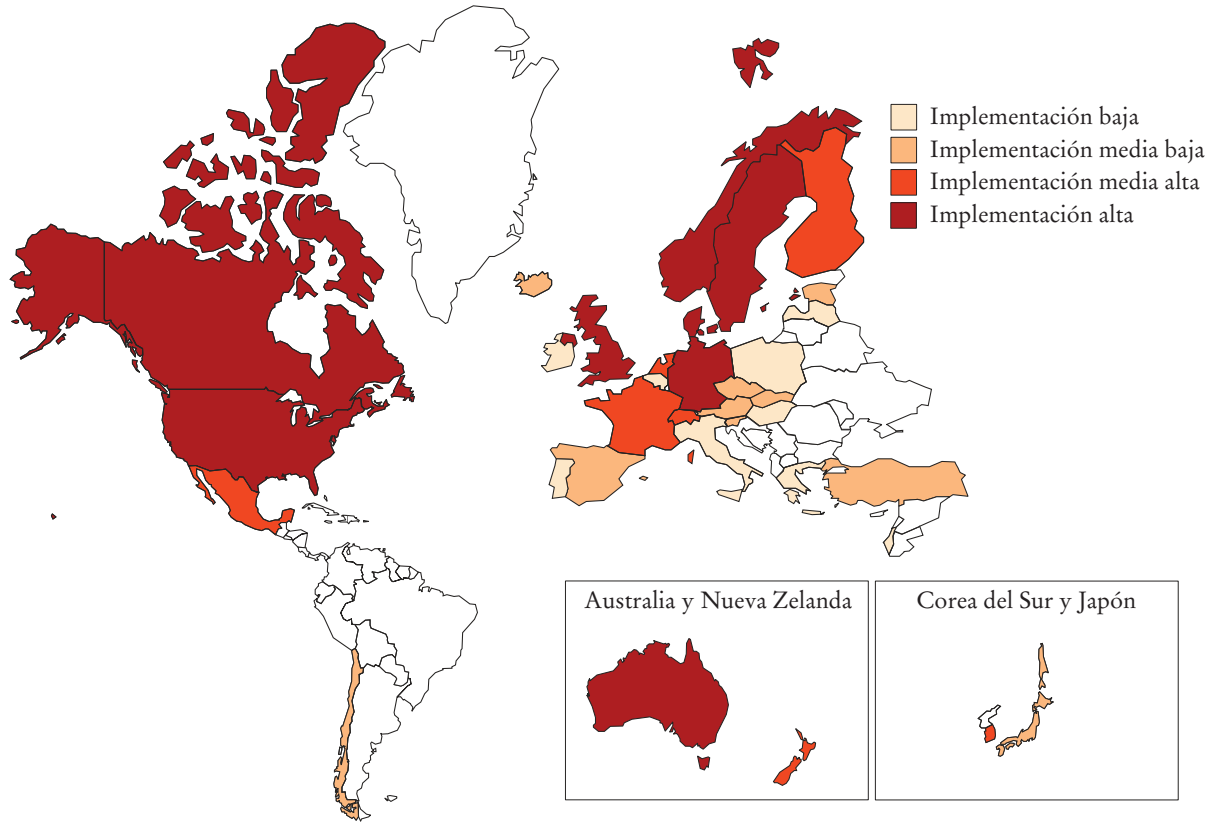 Implementación baja
Implementación media baja
Implementación media alta
Implementación alta
Australia y Nueva Zelanda
Corea del Sur y Japón